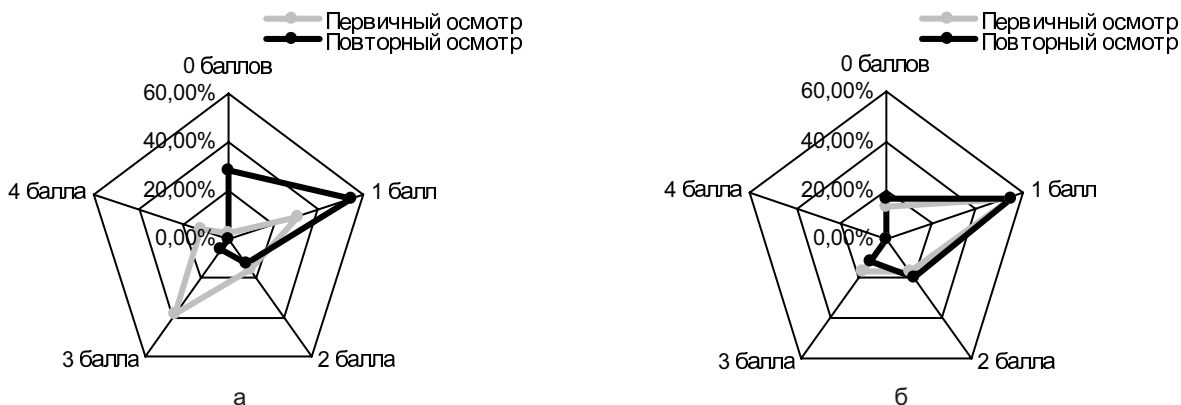 Первичный осмотр
Повторный осмотр
0 баллов
60,00%
40,00%
20,00%
0,00%
1 балл
2 балла
3 балла
4 балла
а
Первичный осмотр
Повторный осмотр
0 баллов
60,00%
40,00%
20,00%
0,00%
1 балл
2 балла
3 балла
4 балла
б